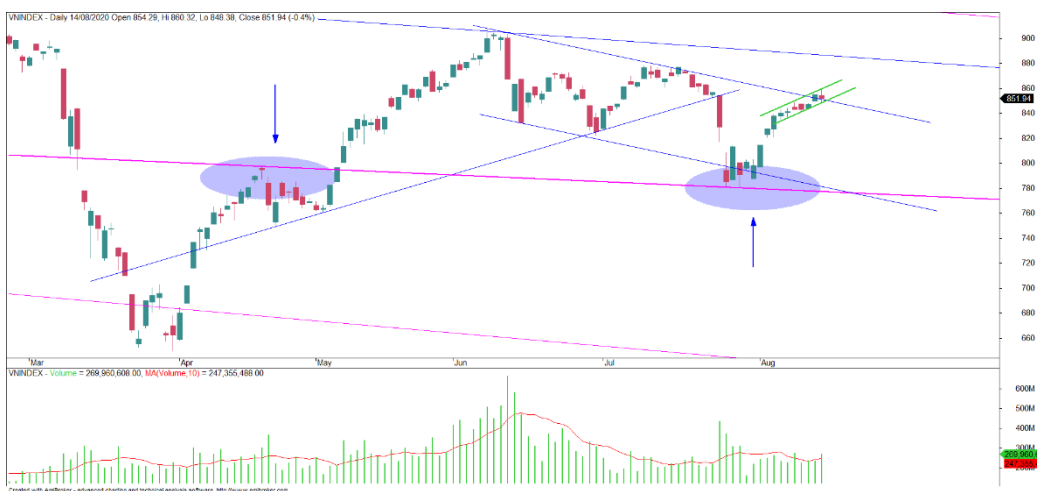 VNINDEX - Daily 14/08/2020 Open 854.29, Hi 860.32, Lo 848.38, Close 851.94 (-0.4%)
900
880
860
851.94
840
820
800
780
760
740
720
700
680
660
Mar Apr May Jun Jul Aug
VNINDEX - Volume = 269,960,608.00, MA(Volume,10) = 247,355,488.00
600M
500M
400M
300M
269,960,6
247,355,
Created with AmiBroker - advanced charting and technical analysis software. http://www.amibroker.com